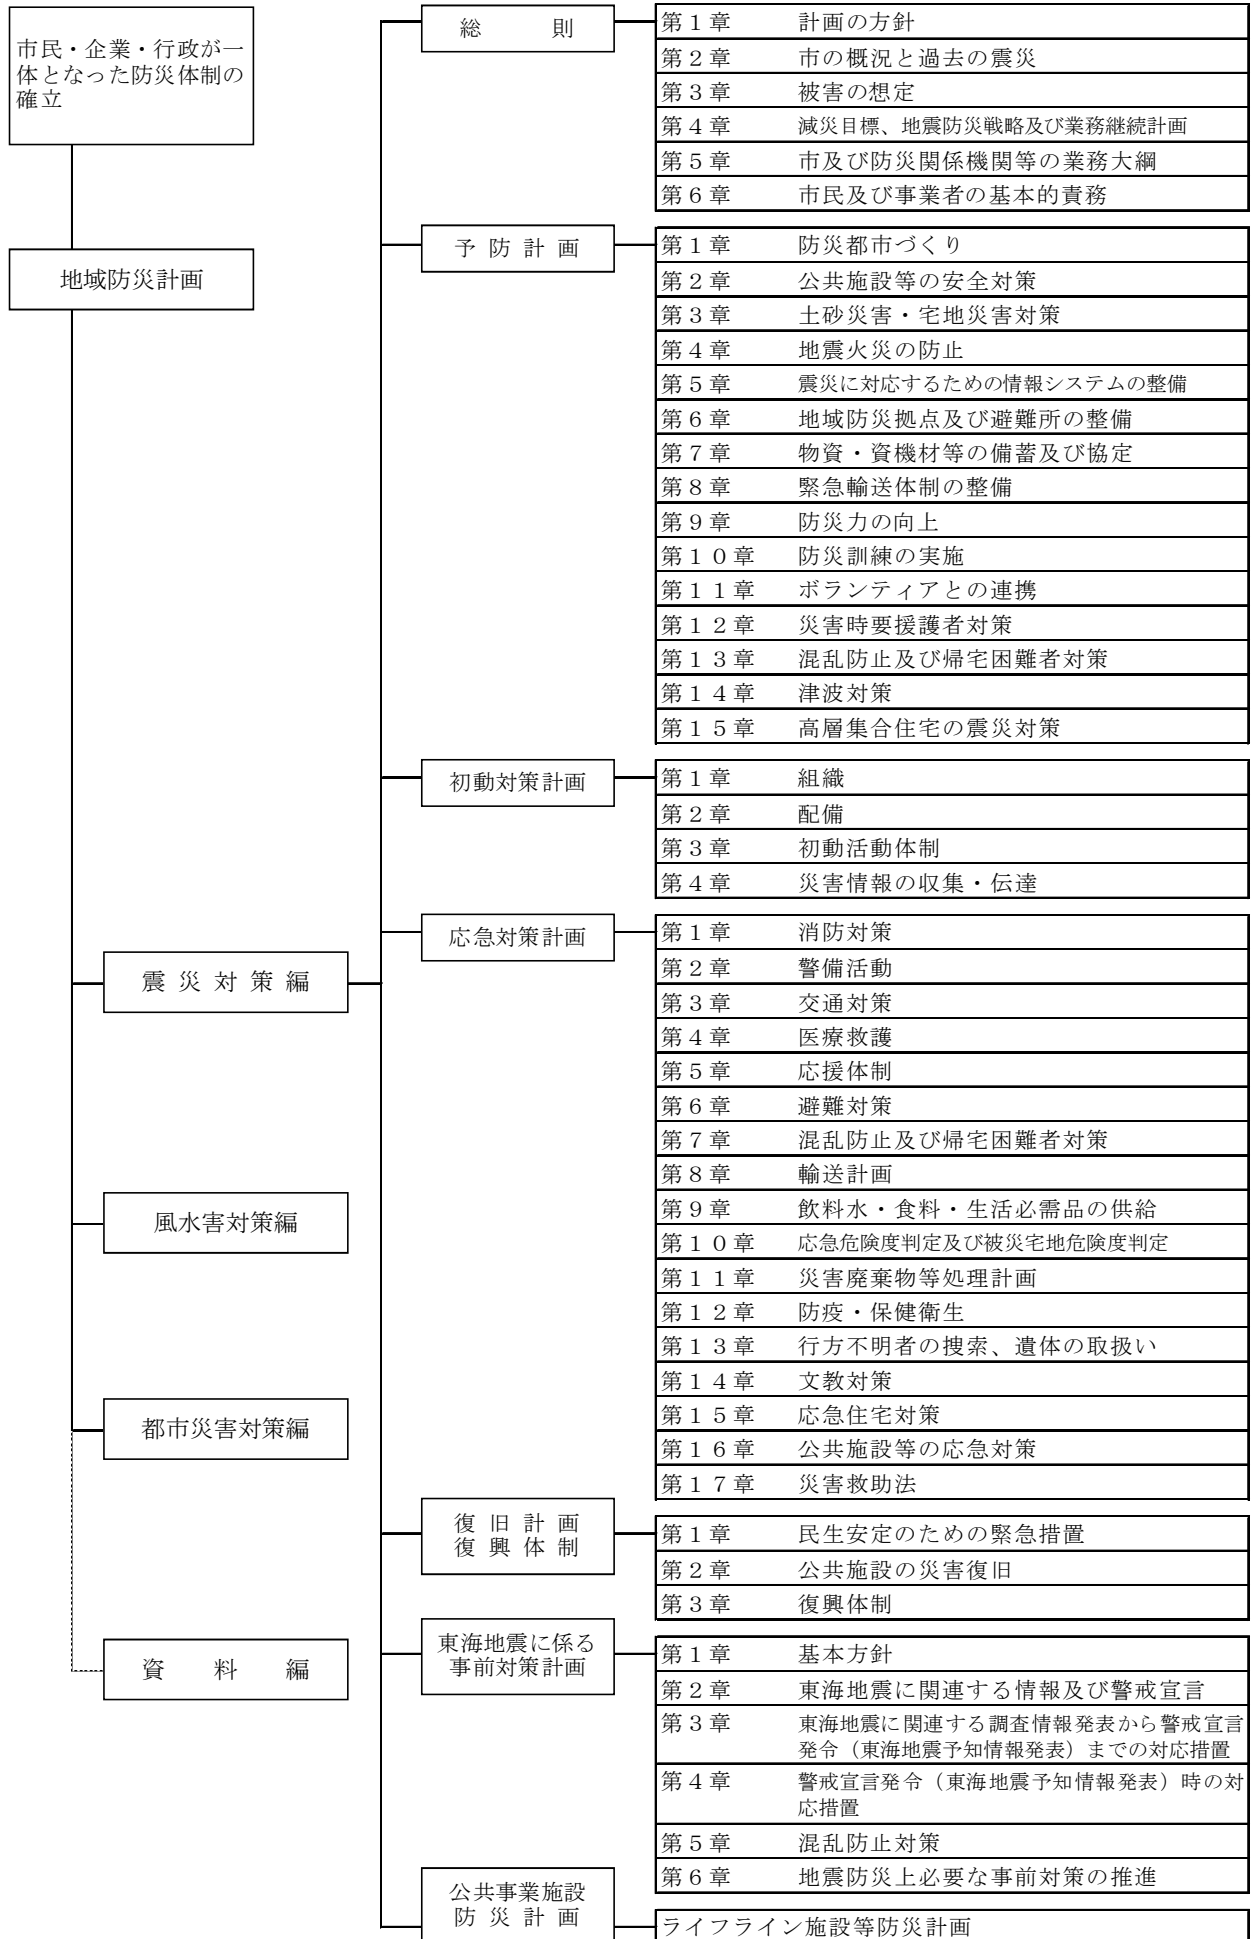 市民・企業・行政が一
体となった防災体制の
確立
地域防災計画
震災対策編
風水害対策編
都市災害対策編
資料編
総則
第１章 計画の方針
第２章 市の概況と過去の震災
第３章 被害の想定
第４章 減災目標、地震防災戦略及び業務継続計画
第５章 市及び防災関係機関等の業務大綱
第６章 市民及び事業者の基本的責務
予防計画
第１章 防災都市づくり
第２章 公共施設等の安全対策
第３章 土砂災害・宅地災害対策
第４章 地震火災の防止
第５章 震災に対応するための情報システムの整備
第６章 地域防災拠点及び避難所の整備
第７章 物資・資機材等の備蓄及び協定
第８章 緊急輸送体制の整備
第９章 防災力の向上
第１０章 防災訓練の実施
第１１章 ボランティアとの連携
第１２章 災害時要援護者対策
第１３章 混乱防止及び帰宅困難者対策
第１４章 津波対策
第１５章 高層集合住宅の震災対策
初動対策計画
第１章 組織
第２章 配備
第３章 初動活動体制
第４章 災害情報の収集・伝達
応急対策計画
第１章 消防対策
第２章 警備活動
第３章 交通対策
第４章 医療救護
第５章 応援体制
第６章 避難対策
第７章 混乱防止及び帰宅困難者対策
第８章 輸送計画
第９章 飲料水・食料・生活必需品の供給
第１０章 応急危険度判定及び被災宅地危険度判定
第１１章 災害廃棄物等処理計画
第１２章 防疫・保健衛生
第１３章 行方不明者の捜索、遺体の取扱い
第１４章 文教対策
第１５章 応急住宅対策
第１６章 公共施設等の応急対策
第１７章 災害救助法
復旧計画
復興体制
第１章 民生安定のための緊急措置
第２章 公共施設の災害復旧
第３章 復興体制
東海地震に係る
事前対策計画
第１章 基本方針
第２章 東海地震に関連する情報及び警戒宣言
第３章 東海地震に関連する調査情報発表から警戒宣言
発令（東海地震予知情報発表）までの対応措置
第４章 警戒宣言発令（東海地震予知情報発表）時の対
応措置
第５章 混乱防止対策
第６章 地震防災上必要な事前対策の推進
公共事業施設
防災計画
ライフライン施設等防災計画